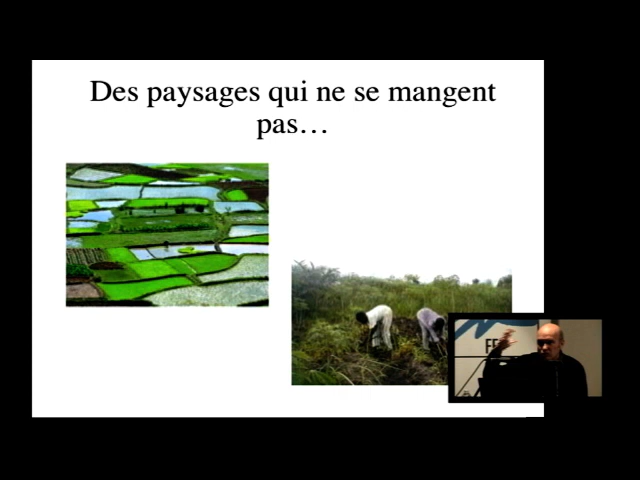 Des paysages qui ne se mangent
pas…